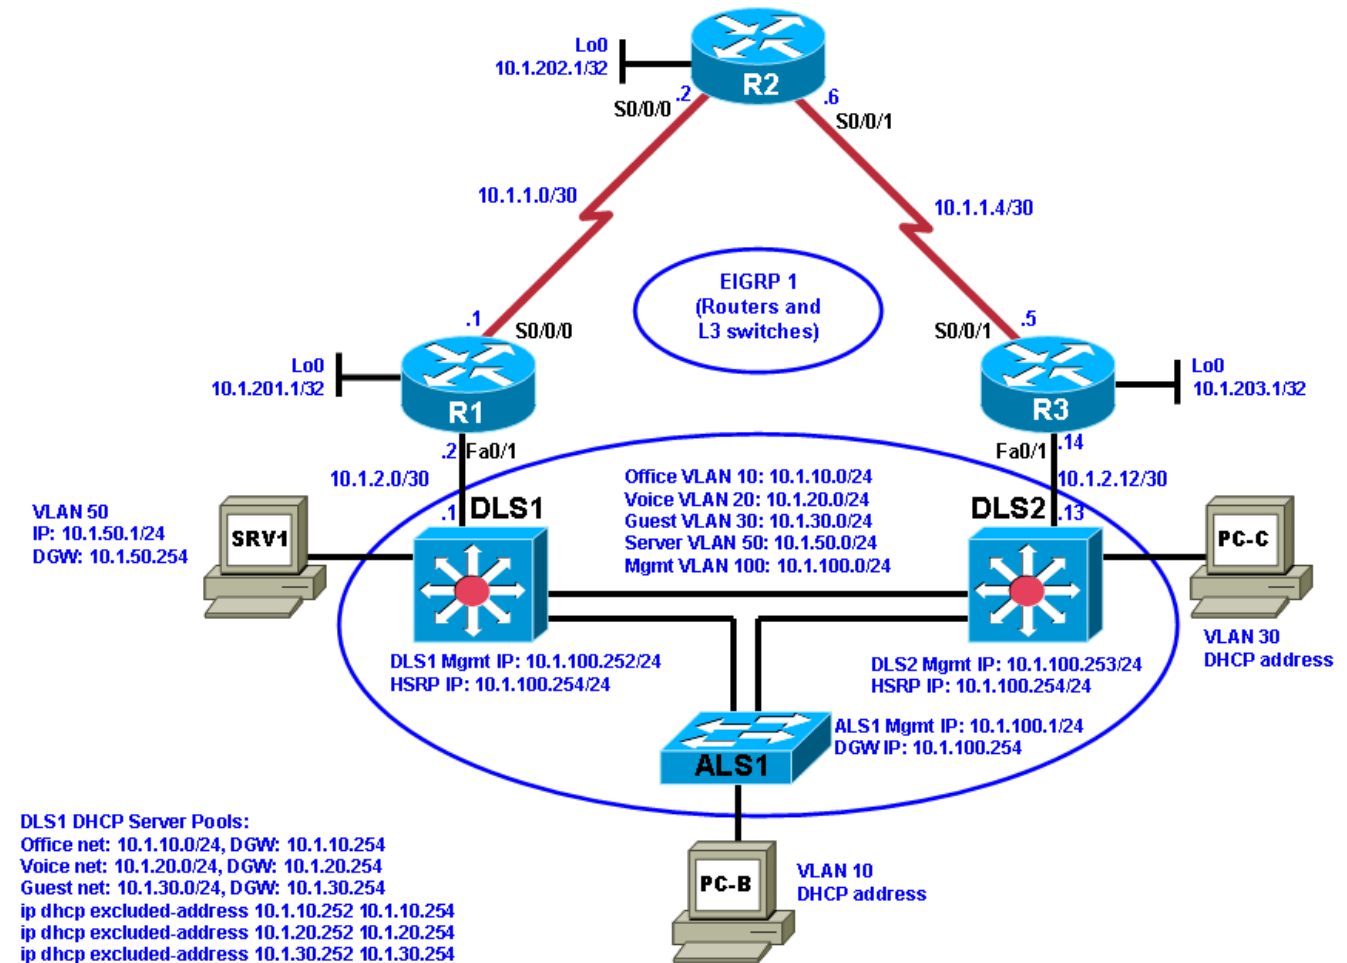 Lo0
10.1.202.1/32
R2
.2
S0/0/0
.6
S0/0/1
10.1.1.0/30
10.1.1.4/30
EIGRP 1
(Routers and
L3 switches)
.1
S0/0/0
S0/0/1
.5
Lo0
10.1.201.1/32
R1
R3
Lo0
10.1.203.1/32
.2
Fa0/1
10.1.2.0/30
.1
DLS1
Fa0/1
.14
10.1.2.12/30
.13
DLS2
Office VLAN 10: 10.1.10.0/24
Voice VLAN 20: 10.1.20.0/24
Guest VLAN 30: 10.1.30.0/24
Server VLAN 50: 10.1.50.0/24
Mgmt VLAN 100: 10.1.100.0/24
VLAN 50
IP: 10.1.50.1/24
DGW: 10.1.50.254
SRV1
PC-C
VLAN 30
DHCP address
DLS1 Mgmt IP: 10.1.100.252/24
HSRP IP: 10.1.100.254/24
DLS2 Mgmt IP: 10.1.100.253/24
HSRP IP: 10.1.100.254/24
ALS1 Mgmt IP: 10.1.100.1/24
DGW IP: 10.1.100.254
ALS1
PC-B
VLAN 10
DHCP address
DLS1 DHCP Server Pools:
Office net: 10.1.10.0/24, DGW: 10.1.10.254
Voice net: 10.1.20.0/24, DGW: 10.1.20.254
Guest net: 10.1.30.0/24, DGW: 10.1.30.254
ip dhcp excluded-address 10.1.10.252 10.1.10.254
ip dhcp excluded-address 10.1.20.252 10.1.20.254
ip dhcp excluded-address 10.1.30.252 10.1.30.254